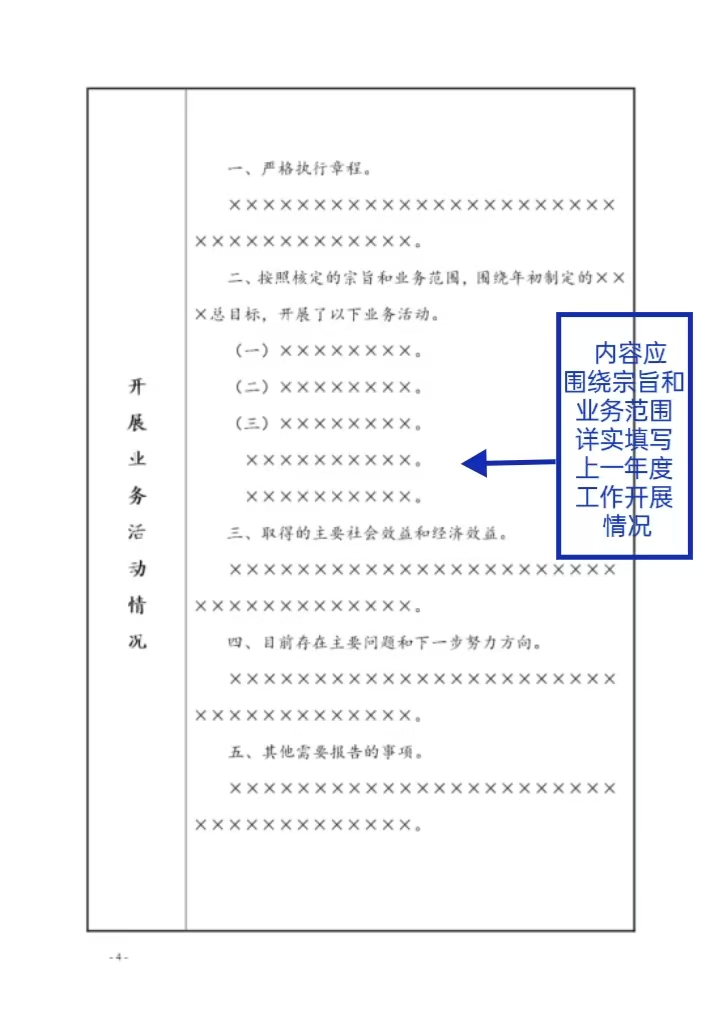 一、严格执行章程。
×××××××××××××××××××××××
×××××××××××××。
二、按照核定的宗旨和业务范围，围绕年初制定的××
×总目标，开展了以下业务活动。
（一）××××××××。
（二）××××××××。
（三）××××××××。
××××××××××。
××××××××××。
三、取得的主要社会效益和经济效益。
×××××××××××××××××××××××
×××××××××××××。
四、目前存在主要问题和下一步努力方向。
×××××××××××××××××××××××
×××××××××××××。
五、其他需要报告的事项。
×××××××××××××××××××××××
×××××××××××××。
开
展
业
务
活
动
情
况
内容应
围绕宗旨和
业务范围
详实填写
上一年度
工作开展
情况
-4-